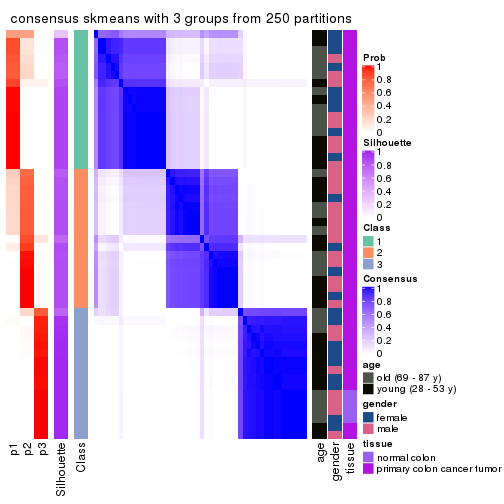 consensus skmeans with 3 groups from 250 partitions
Prob
1
0.8
0.6
0.4
0.2
0
Silhouette
1
0.8
0.6
0.4
0.2
0
Class
1
2
3
Consensus
1
0.8
0.6
0.4
0.2
0
age
old (69 - 87 y)
young (28 - 53 y)
gender
female
male
tissue
normal colon
primary colon cancer tumor
p1
p2
p3
Silhouette
Class
age
gender
tissue